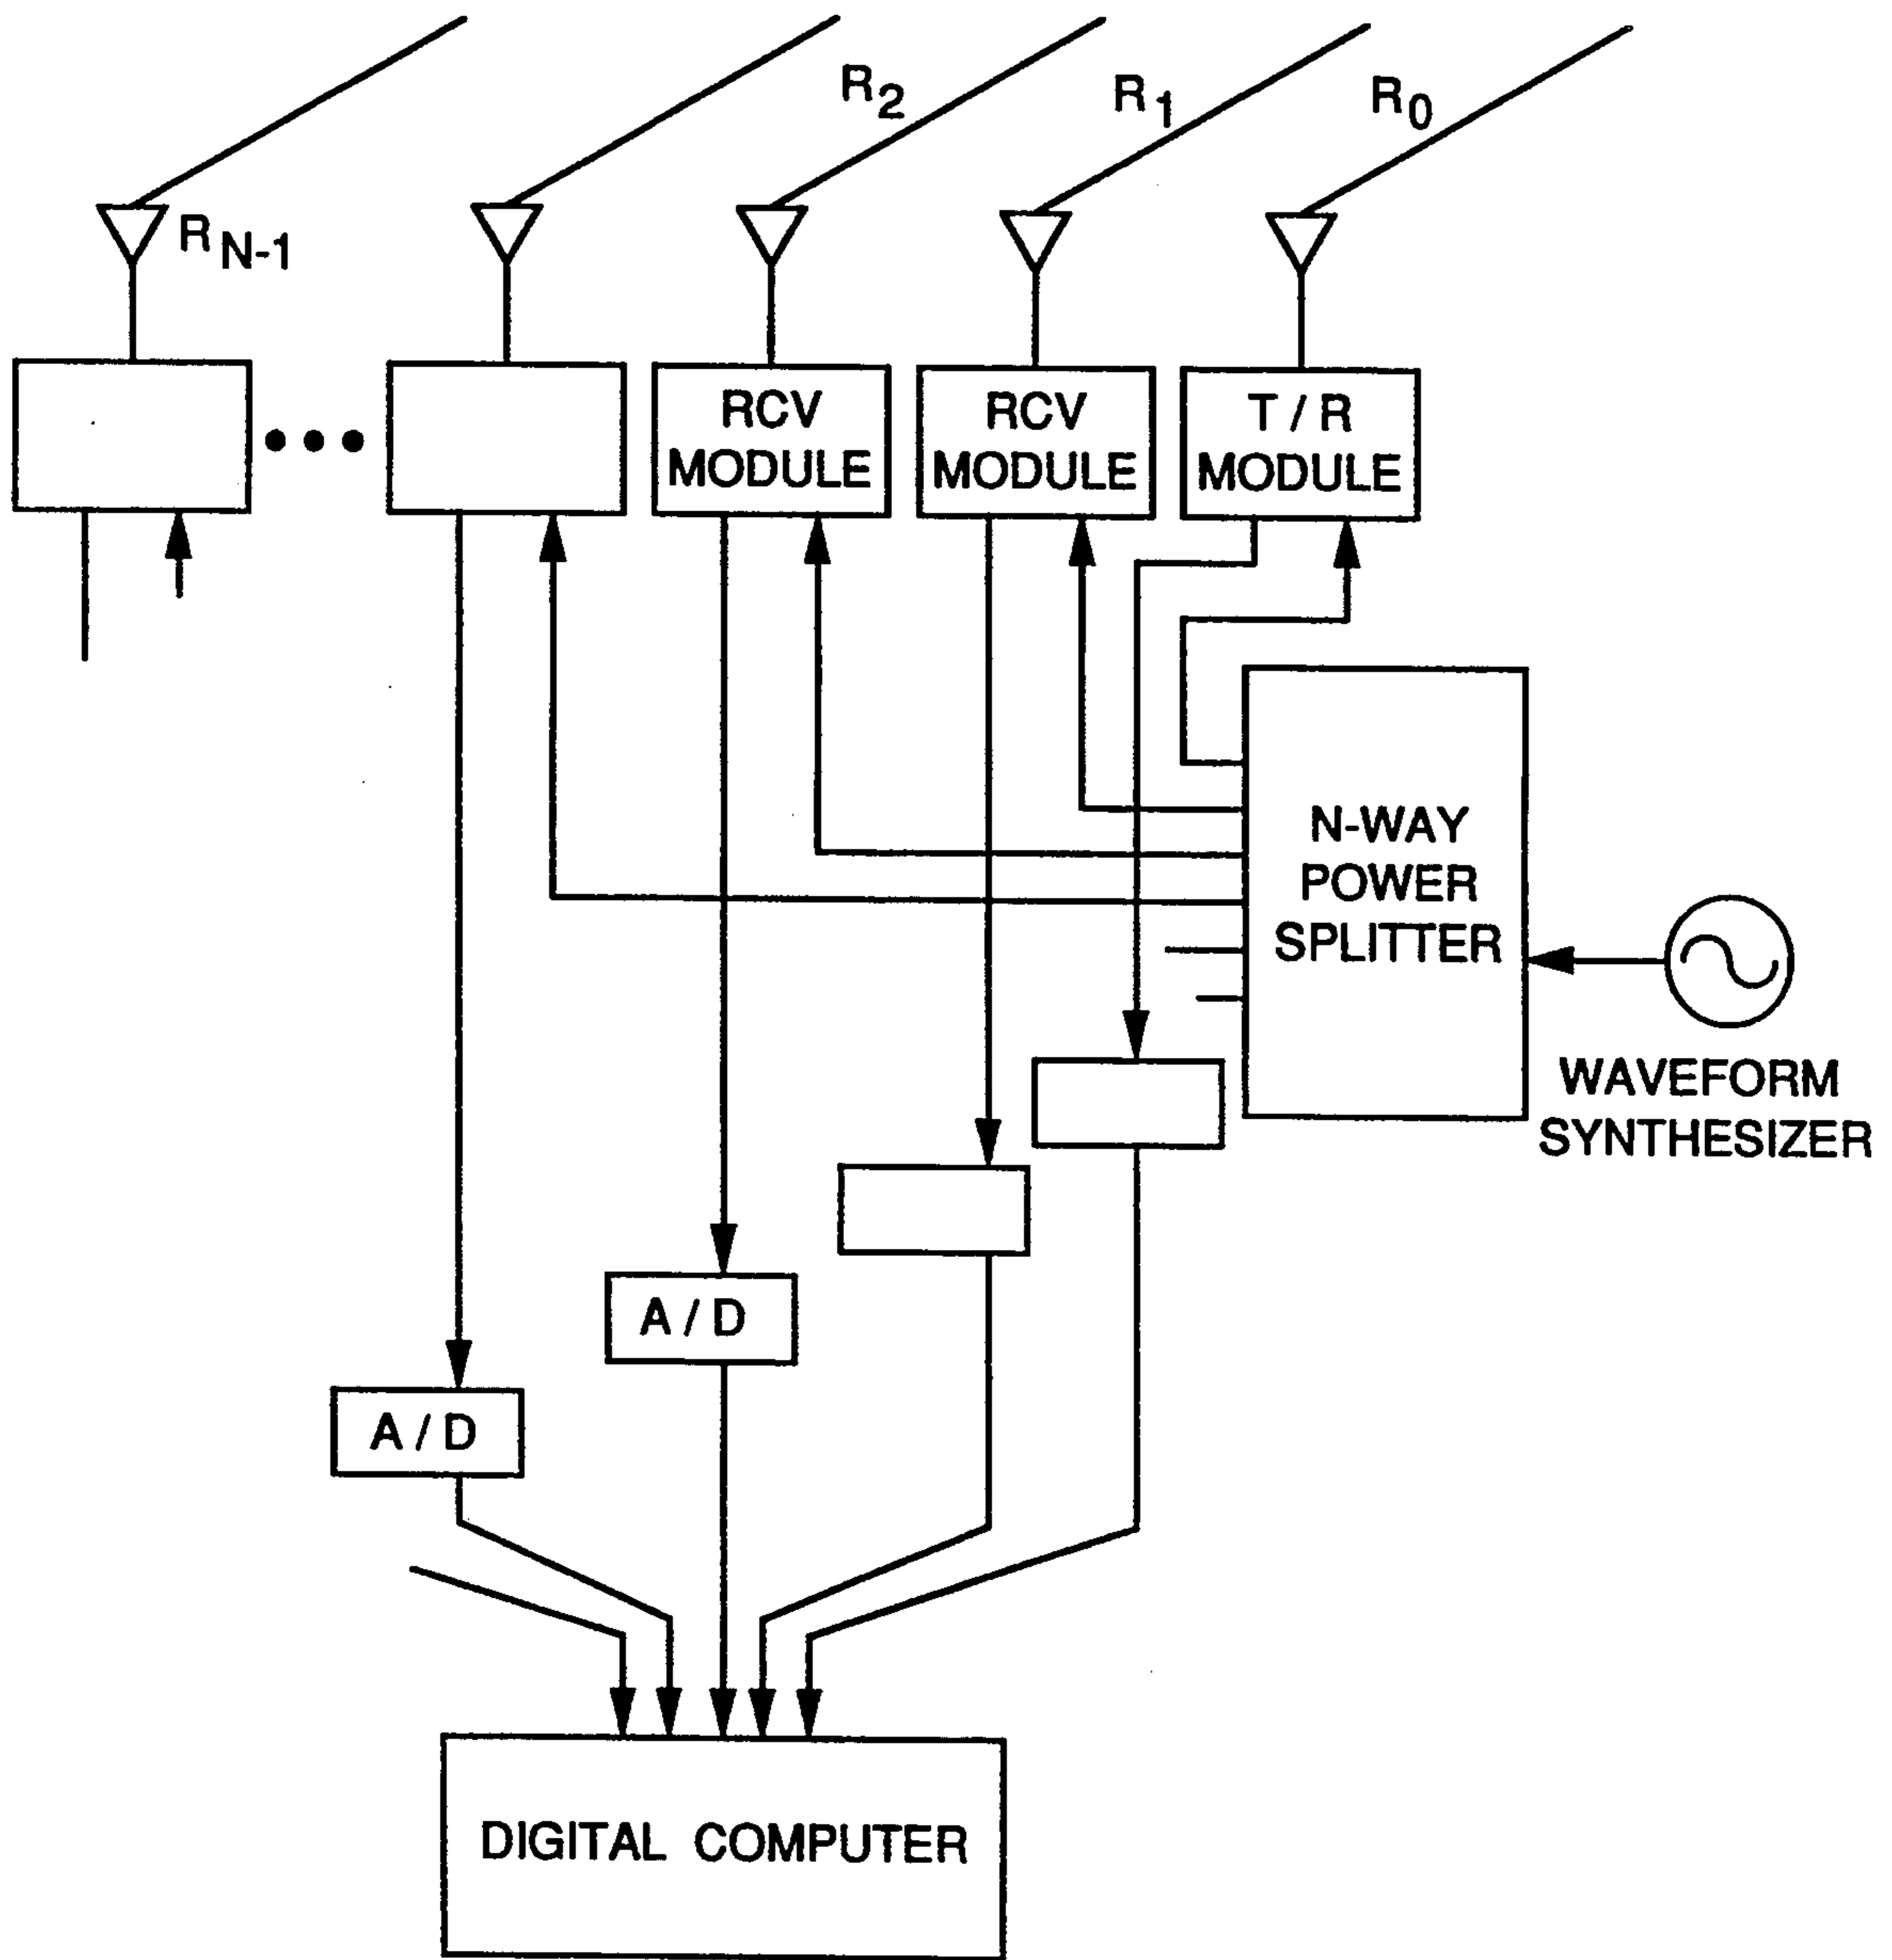 R2
R1
R0
RN-1
RCV
MODULE
RCV
MODULE
T / R
MODULE
N-WAY
POWER
SPLITTER
WAVEFORM
SYNTHESIZER
A / D
A / D
DIGITAL COMPUTER